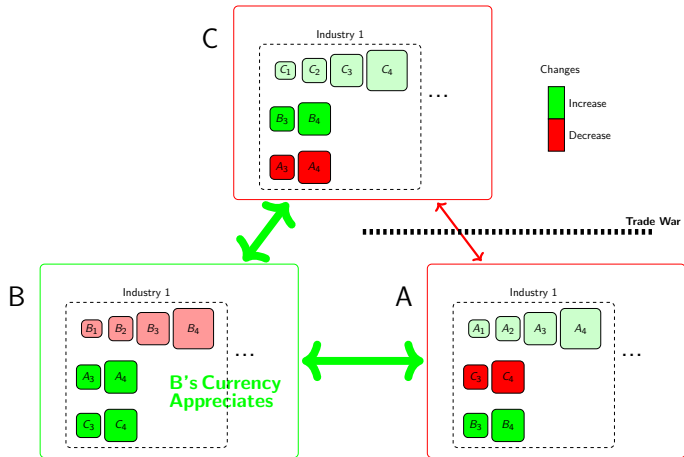 C
Industry 1
C1 C2 C3 C4
...
B3 B4
A3 A4
Changes
Increase
Decrease
Trade War
B
Industry 1
B1 B2 B3 B4
...
A3 A4
B's Currency
Appreciates
C3 C4
A
Industry 1
A1 A2 A3 A4
...
C3 C4
B3 B4